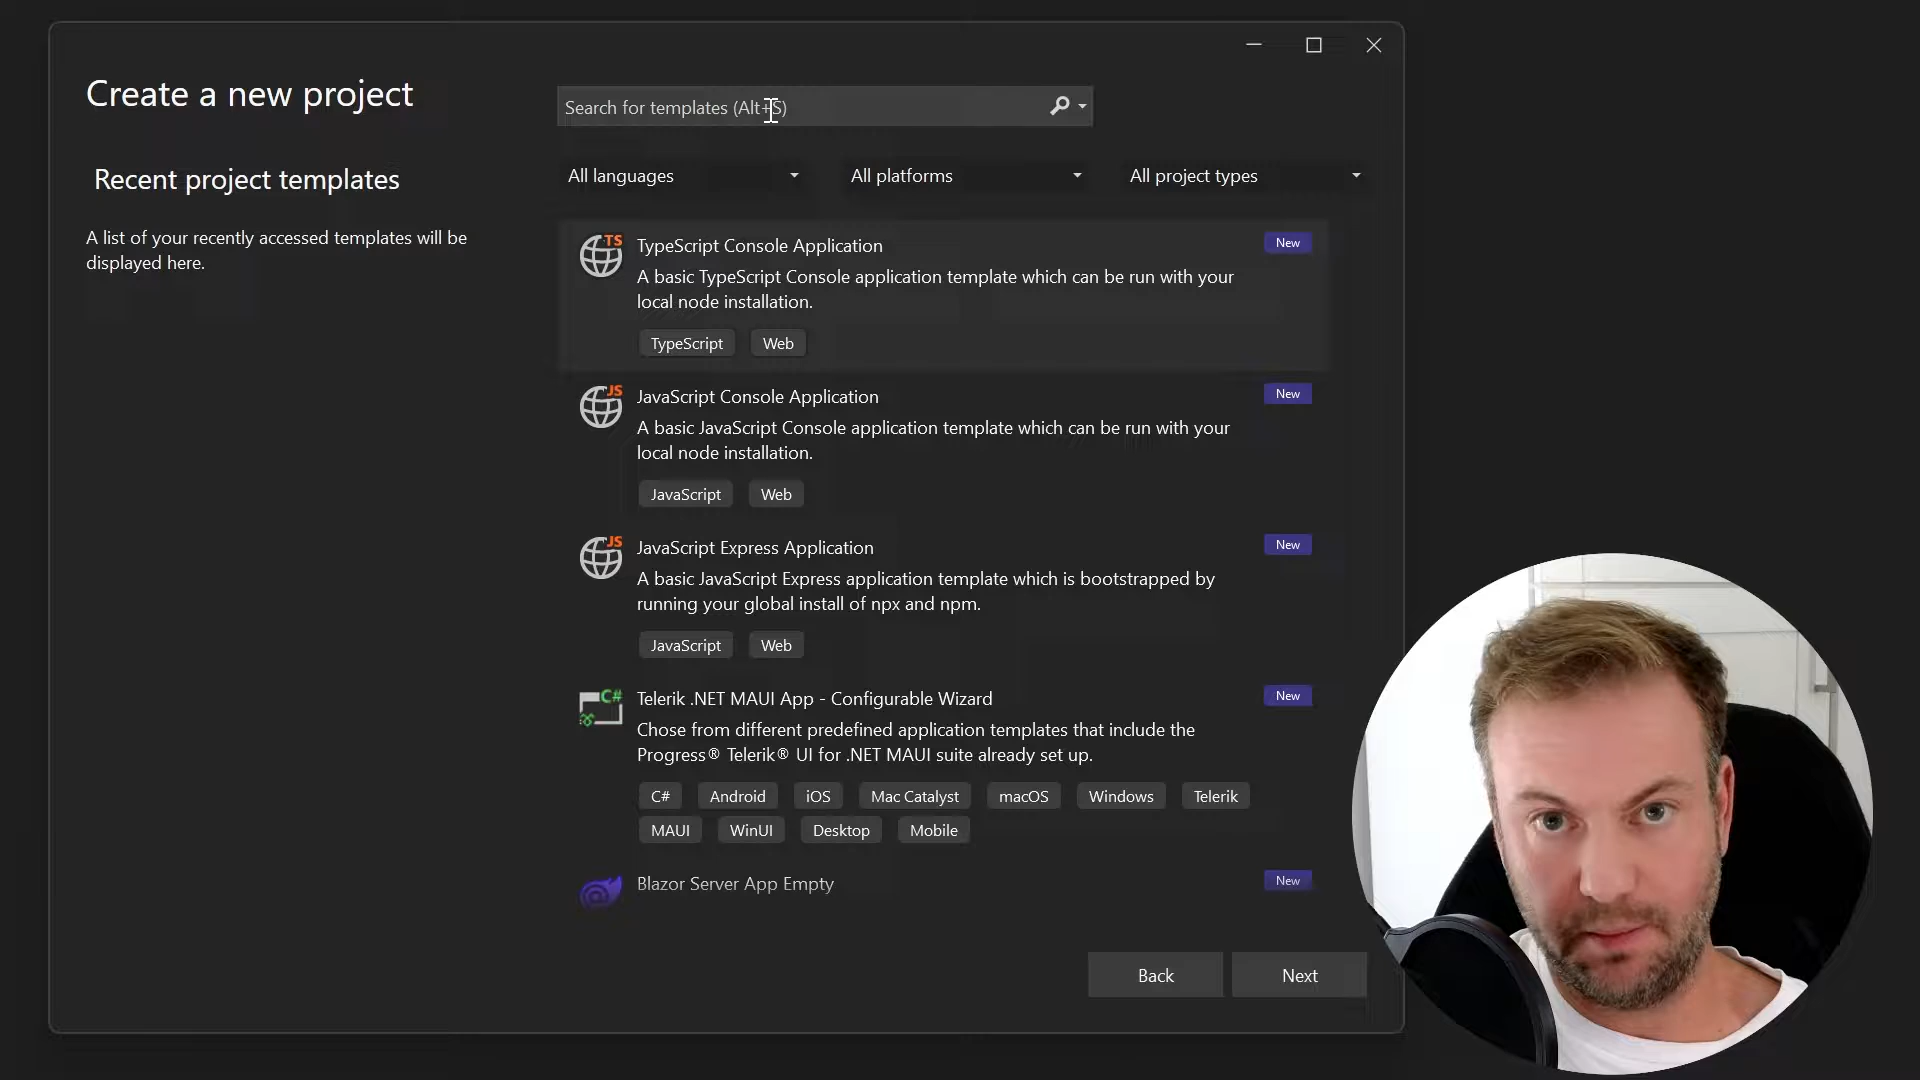 Create a new project
Search for templates (Alt+S)
Recent project templates
A list of your recently accessed templates will be
displayed here.
All languages
All platforms
All project types
TS
TypeScript Console Application
New
A basic TypeScript Console application template which can be run with your
local node installation.
TypeScript
Web
JS
JavaScript Console Application
New
A basic JavaScript Console application template which can be run with your
local node installation.
JavaScript
Web
JS
JavaScript Express Application
New
A basic JavaScript Express application template which is bootstrapped by
running your global install of npx and npm.
JavaScript
Web
C#
Telerik .NET MAUI App - Configurable Wizard
New
Chose from different predefined application templates that include the
Progress® Telerik® UI for .NET MAUI suite already set up.
C#
Android
iOS
Mac Catalyst
macOS
Windows
Telerik
MAUI
WinUI
Desktop
Mobile
Blazor Server App Empty
New
Back
Next